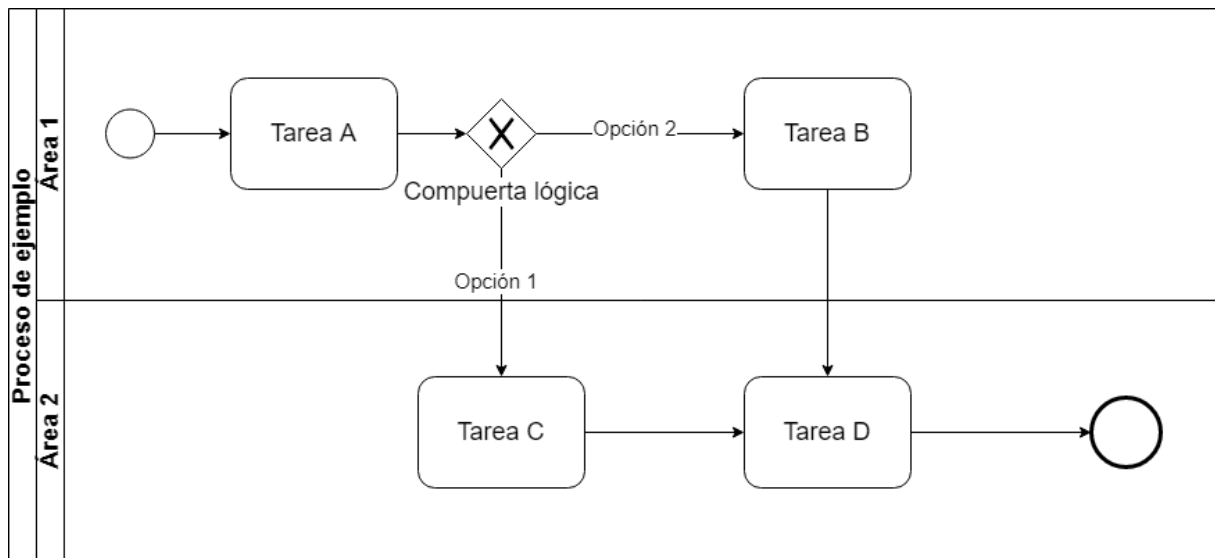 Proceso de ejemplo
Área 1
Tarea A
Opción 2
Tarea B
Compuerta lógica
Opción 1
Área 2
Tarea C
Tarea D